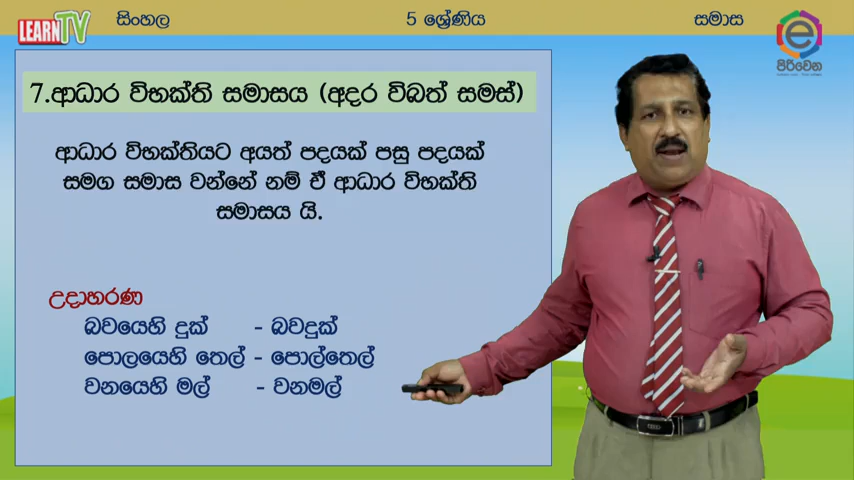 LEARN TV
සිංහල
5 ශ්‍රේණිය
සමාස
e
පිරිවෙන
7.ආධාර විභක්ති සමාසය (අදර විබත් සමස්)
ආධාර විභක්තියට අයත් පදයක් පසු පදයක්
සමග සමාස වන්නේ නම් ඒ ආධාර විභක්ති
සමාසය යි.
උදාහරණ
බවයෙහි දුක් - බවදුක්
පොලයෙහි තෙල් - පොල්තෙල්
වනයෙහි මල් - වනමල්